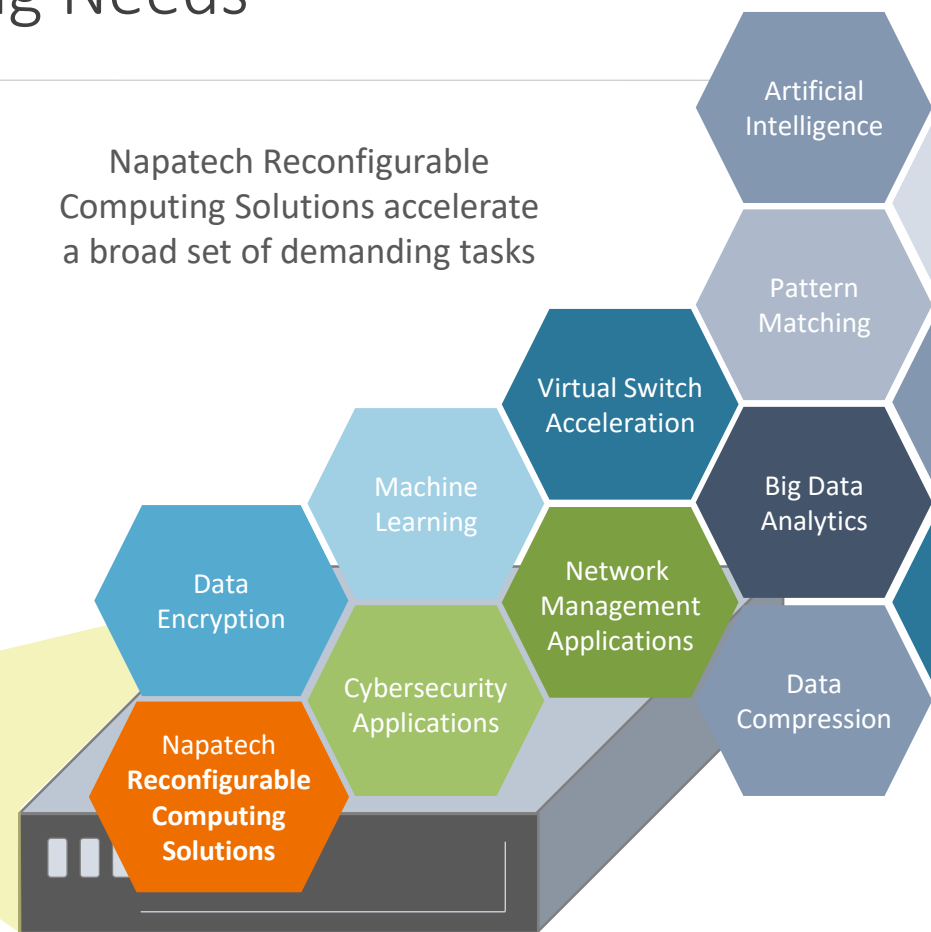 Needs
Napatech Reconfigurable
Computing Solutions accelerate
a broad set of demanding tasks
Artificial
Intelligence
Pattern
Matching
Virtual Switch
Acceleration
Machine
Learning
Big Data
Analytics
Data
Encryption
Network
Management
Applications
Cybersecurity
Applications
Data
Compression
Napatech
Reconfigurable
Computing
Solutions